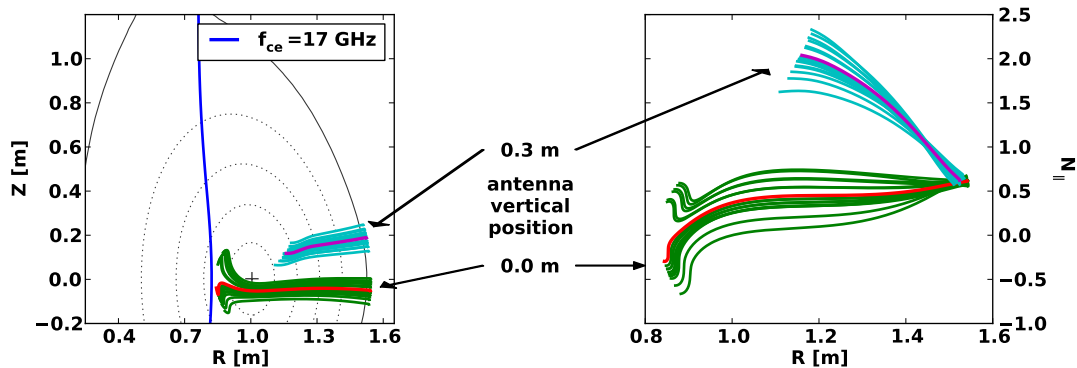 f_ce =17 GHz
1.0
0.8
0.6
0.4
0.2
0.0
−0.2
Z [m]
0.4
0.7
1.0
1.3
1.6
R [m]
0.3 m
antenna
vertical
position
0.0 m
2.5
2.0
1.5
1.0
0.5
0.0
−0.5
−1.0
N_∥
0.8
1.0
1.2
1.4
1.6
R [m]